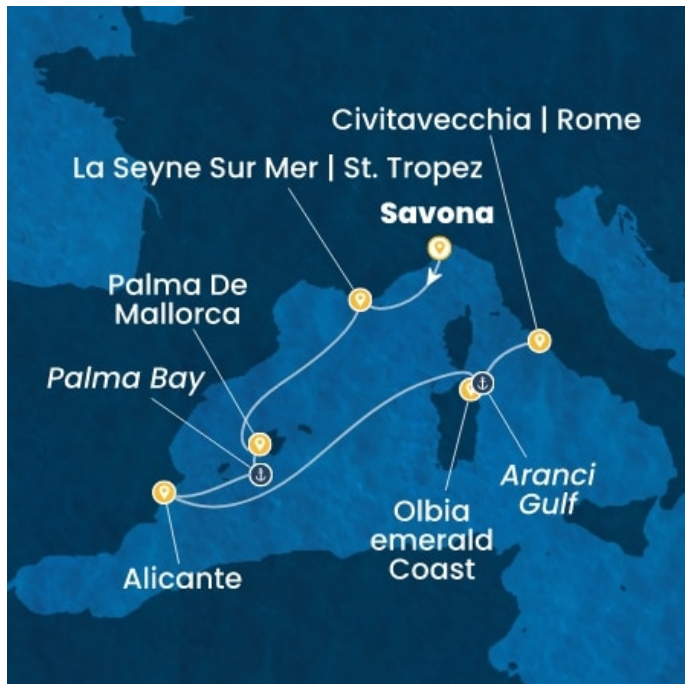 Civitavecchia | Rome
La Seyne Sur Mer | St. Tropez
Savona
Palma De
Mallorca
Palma Bay
Aranci
Gulf
Olbia
emerald
Coast
Alicante